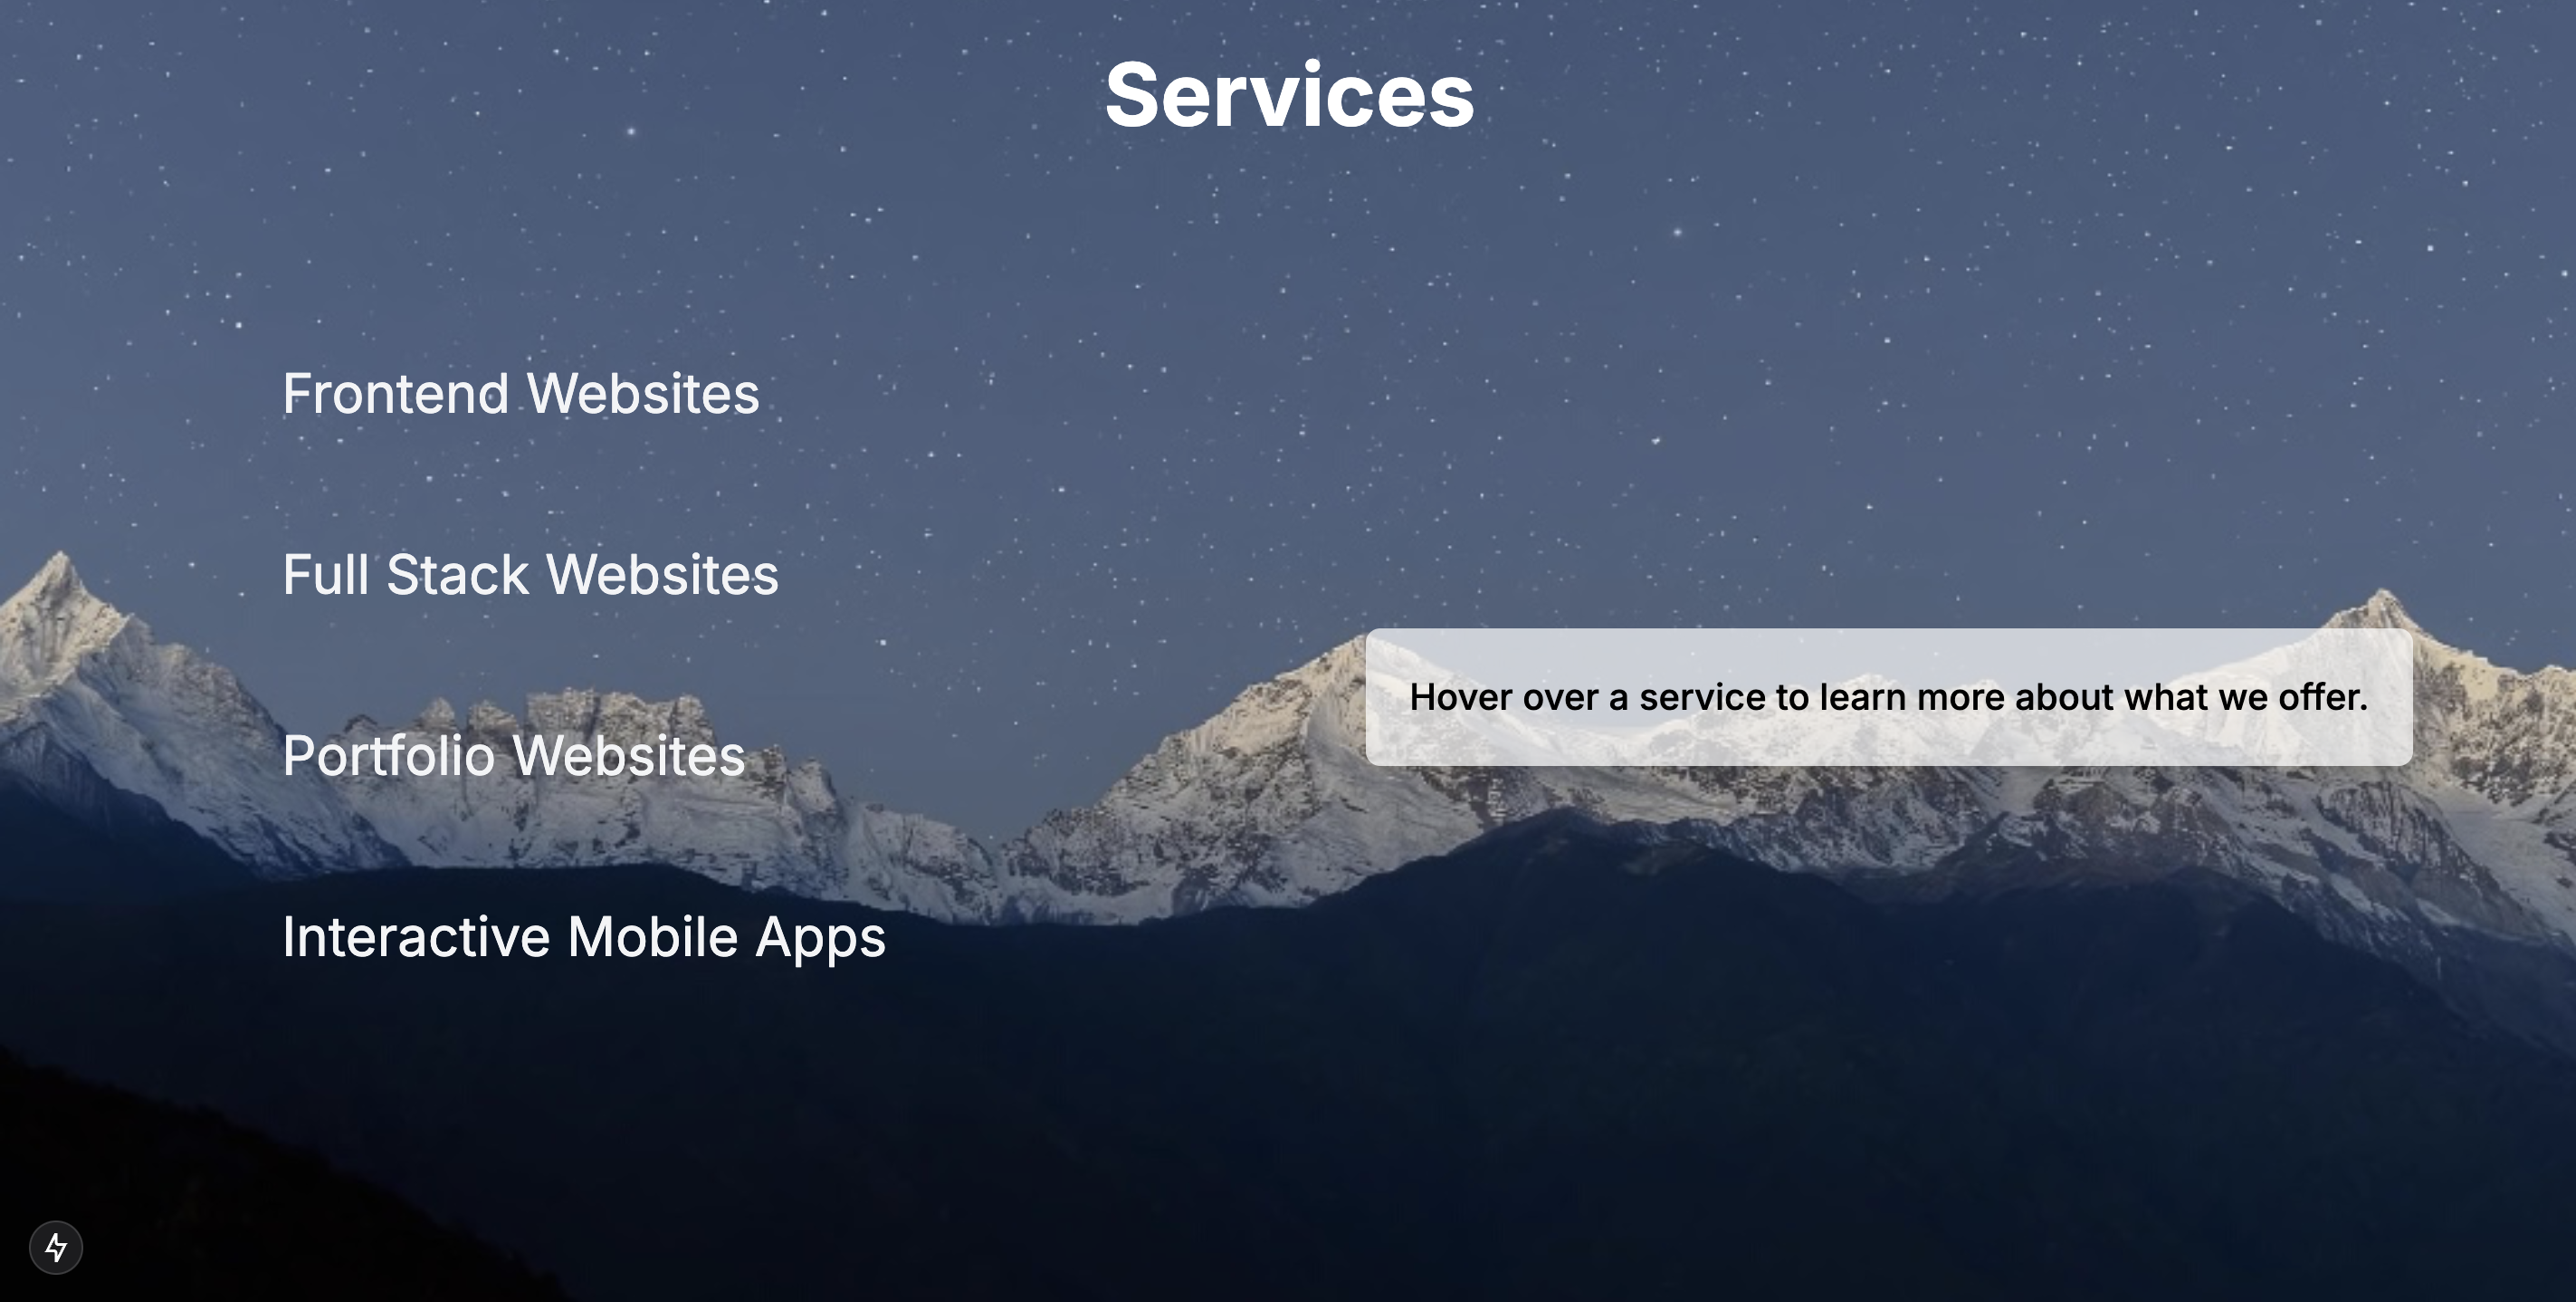 Services
Frontend Websites
Full Stack Websites
Portfolio Websites
Interactive Mobile Apps
Hover over a service to learn more about what we offer.